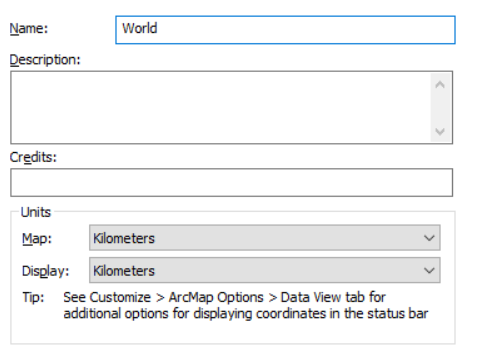 Name: World
Description:
Credits:
Units
Map: Kilometers
Display: Kilometers
Tip: See Customize > ArcMap Options > Data View tab for
additional options for displaying coordinates in the status bar